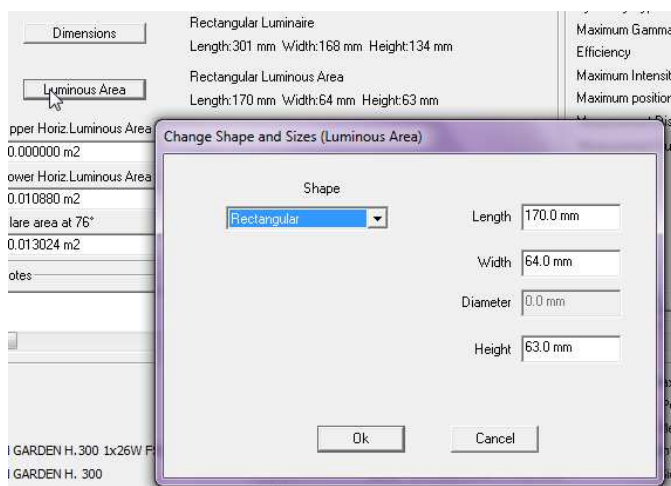 Dimensions
Rectangular Luminaire
Length:301 mm Width:168 mm Height:134 mm
Luminous Area
Rectangular Luminous Area
Length:170 mm Width:64 mm Height:63 mm
Maximum Gamma
Efficiency
Maximum
Maximum position
pper Horiz.Luminous Area
0.000000 m2
ower Horiz.Luminous Area
0.010880 m2
lare area at 76°
0.013024 m2
otes
Change Shape and Sizes (Luminous Area)
Shape
Rectangular
Length 170.0 mm
Width 64.0 mm
Diameter 0.0 mm
Height 63.0 mm
Ok
Cancel
GARDEN H.300 1x26W
GARDEN H. 300